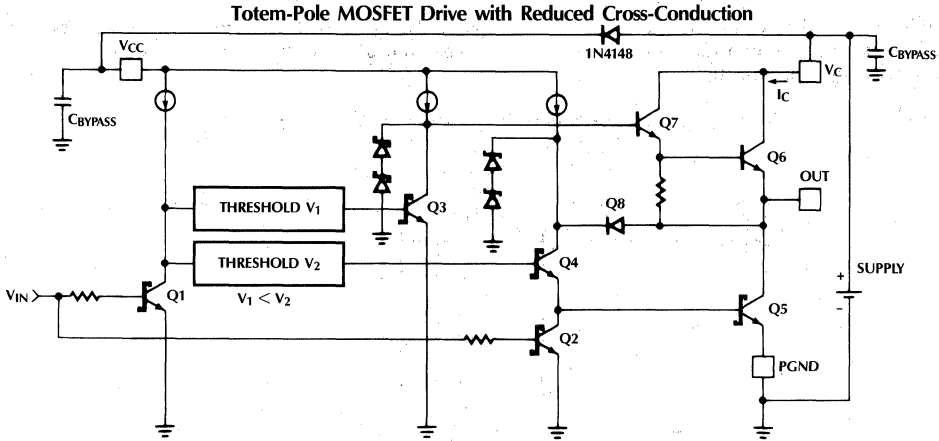 Totem-Pole MOSFET Drive with Reduced Cross-Conduction
1N4148
VCC
VC
CBYPASS
CBYPASS
IC
Q7
Q6
OUT
THRESHOLD V1
Q3
Q8
THRESHOLD V2
Q4
V1 < V2
SUPPLY
+
−
VIN
Q1
Q5
Q2
PGND